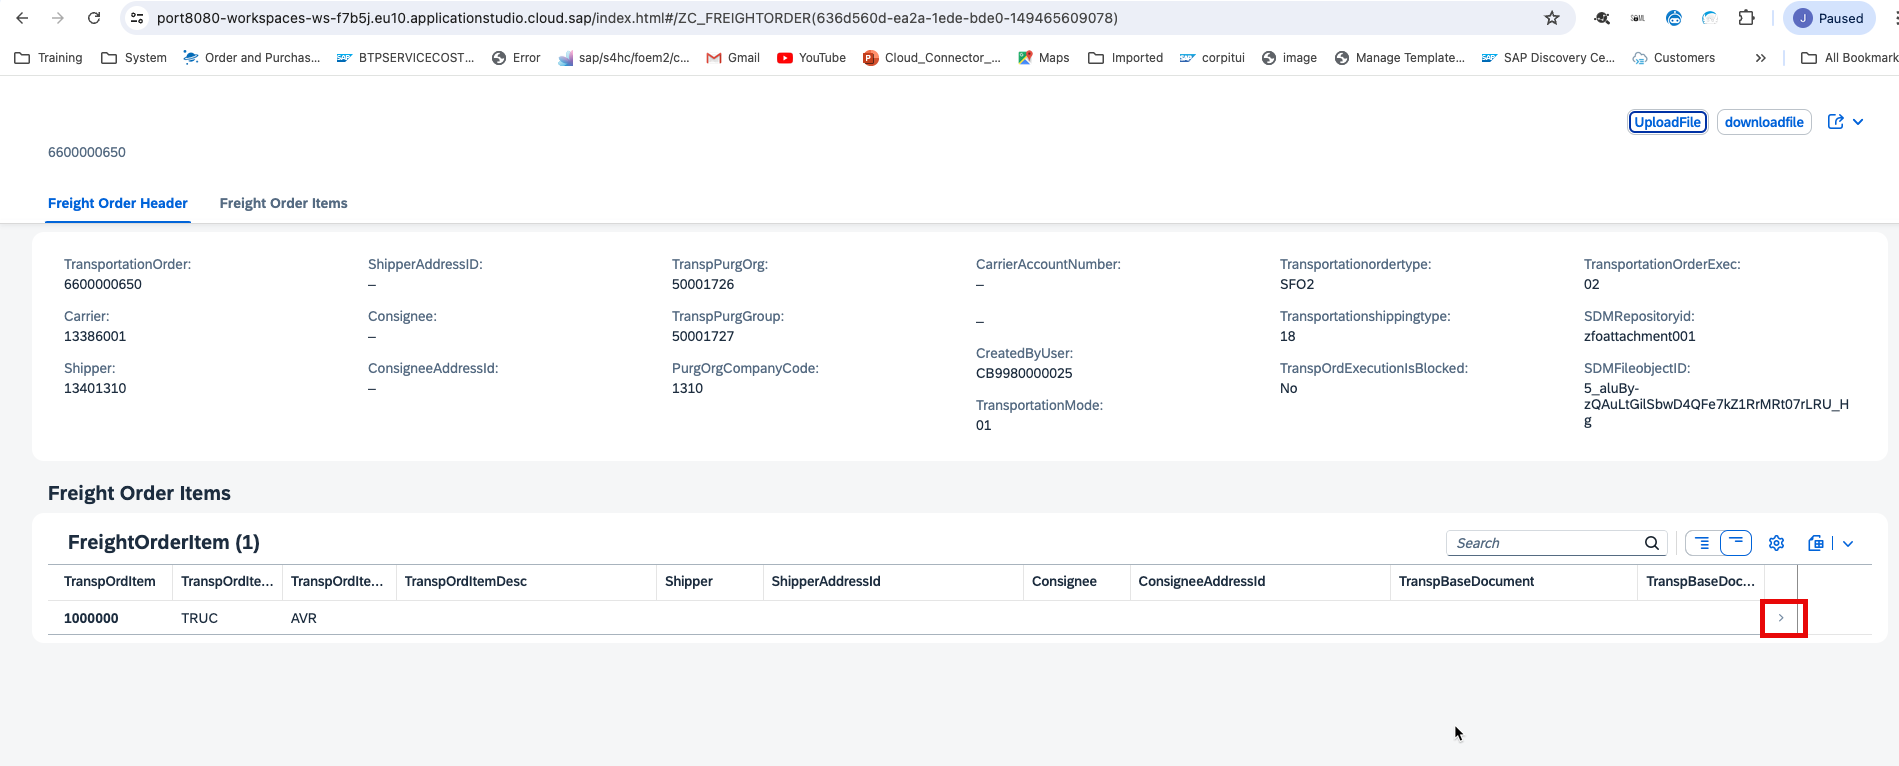 port8080-workspaces-ws-f7b5j.eu10.applicationstudio.cloud.sap/index.html#/ZC_FREIGHTORDER(636d560d-ea2a-1ede-bde0-149465609078)
J Paused
Training System Order and Purchas... BTPSERVICECOST... Error sap/s4hc/foem2/c... Gmail YouTube Cloud_Connector_... Maps Imported corpitui image Manage Template... SAP Discovery Ce... Customers » All Bookmark
UploadFile downloadfile
6600000650
Freight Order Header Freight Order Items
TransportationOrder:
6600000650
Carrier:
13386001
Shipper:
13401310
ShipperAddressID:
–
Consignee:
–
ConsigneeAddressId:
–
TranspPurgOrg:
50001726
TranspPurgGroup:
50001727
PurgOrgCompanyCode:
1310
CarrierAccountNumber:
–
–
CreatedByUser:
CB9980000025
TransportationMode:
01
Transportationordertype:
SFO2
Transportationshippingtype:
18
TranspOrdExecutionIsBlocked:
No
TransportationOrderExec:
02
SDMRepositoryid:
zfoattachment001
SDMFileobjectID:
5_aluBy-
zQAuLtGilSbwD4QFe7kZ1RrMRt07rLRU_H
g
Freight Order Items
FreightOrderItem (1)
Search
TranspOrdItem TranspOrdIte... TranspOrdIte... TranspOrdItemDesc Shipper ShipperAddressId Consignee ConsigneeAddressId TranspBaseDocument TranspBaseDoc...
1000000 TRUC AVR